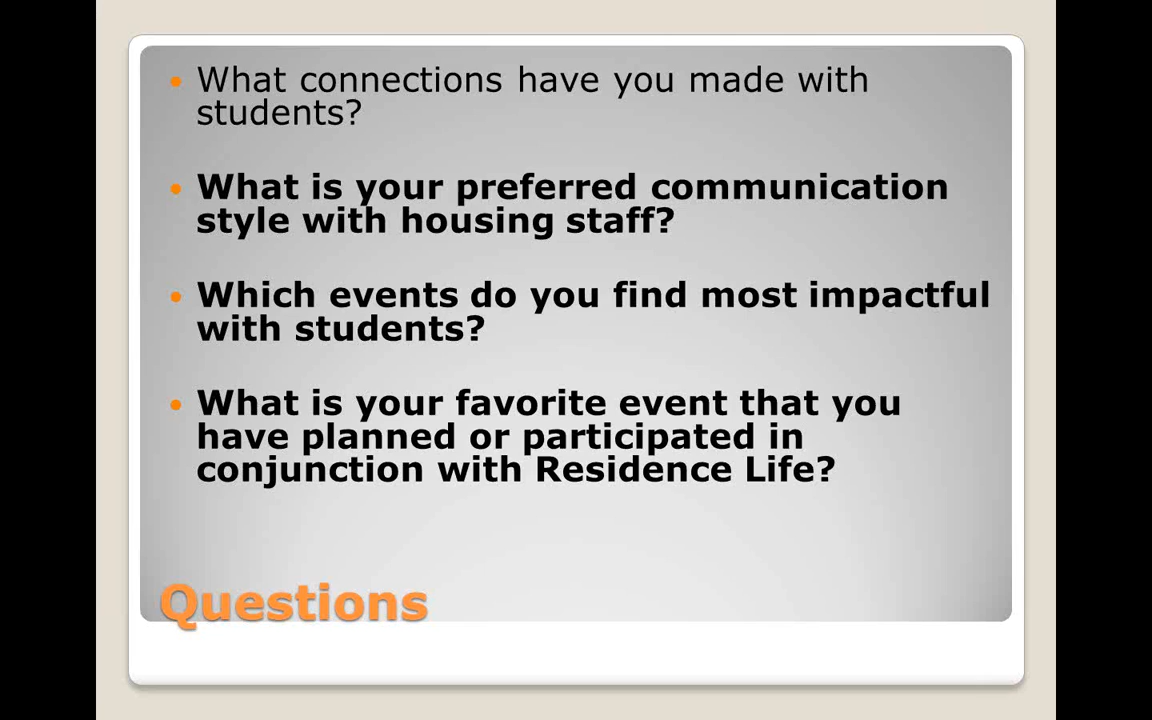 • What connections have you made with
students?
• What is your preferred communication
style with housing staff?
• Which events do you find most impactful
with students?
• What is your favorite event that you
have planned or participated in
conjunction with Residence Life?
Questions